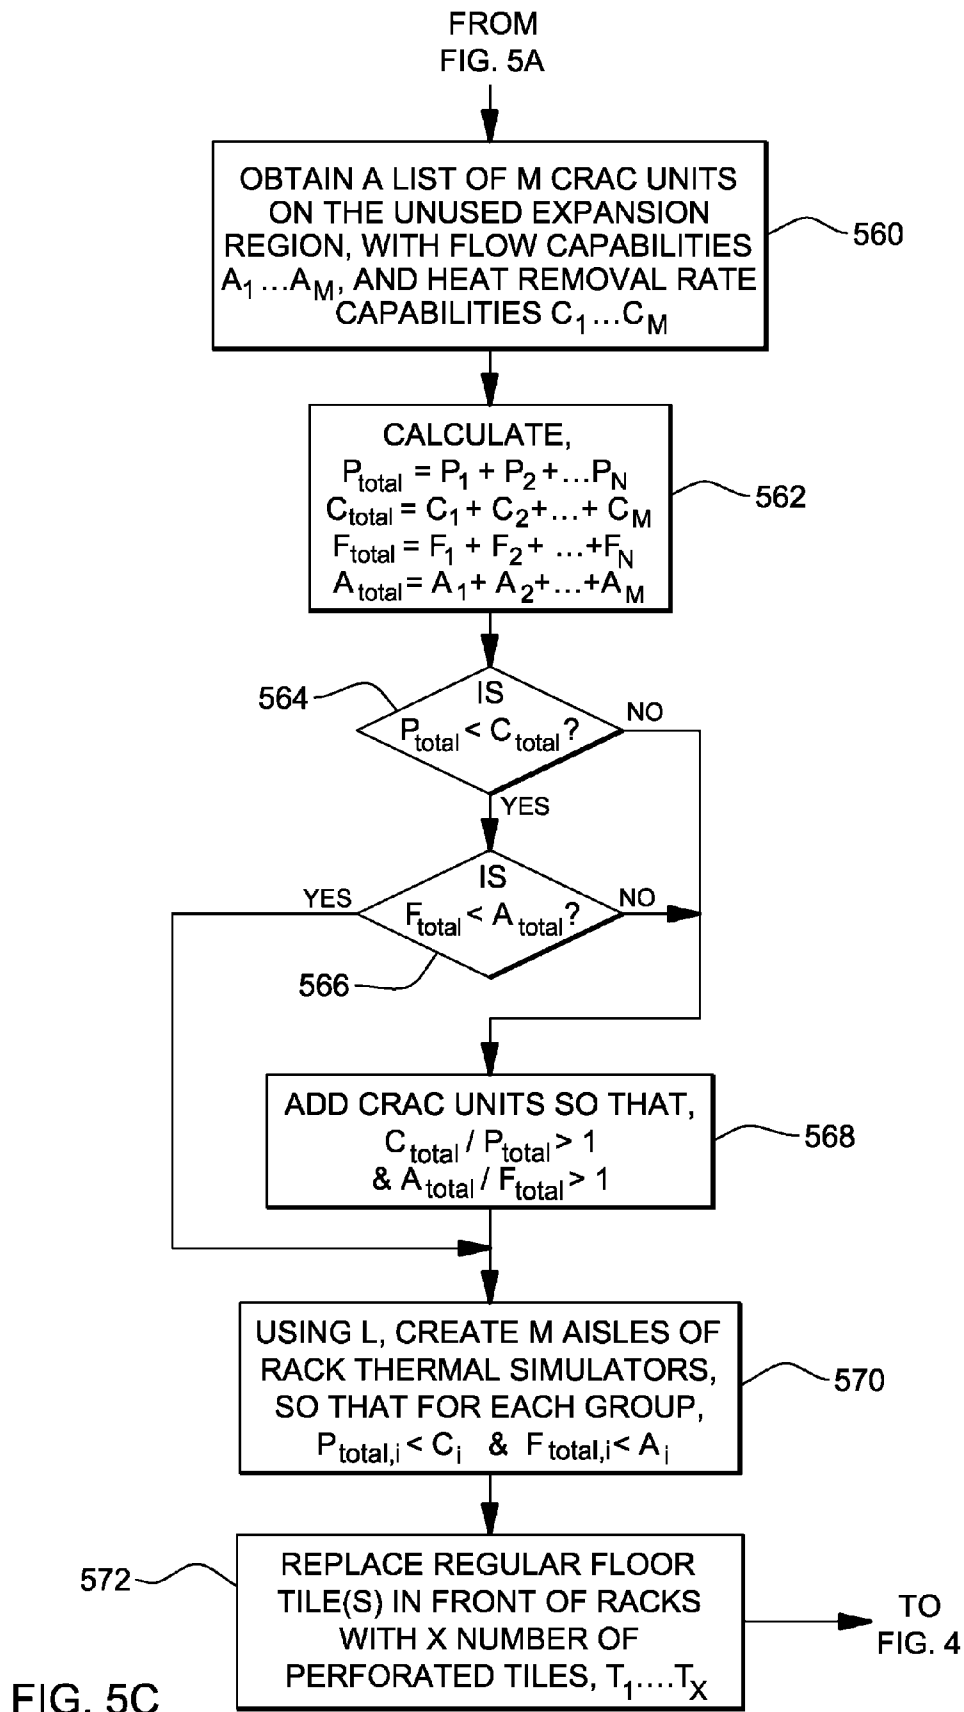 FROM
FIG. 5A
OBTAIN A LIST OF M CRAC UNITS
ON THE UNUSED EXPANSION
REGION, WITH FLOW CAPABILITIES
A1...AM, AND HEAT REMOVAL RATE
CAPABILITIES C1...CM
560
CALCULATE,
Ptotal = P1 + P2 +...PN
Ctotal = C1 + C2+...+ CM
Ftotal = F1 + F2 + ...+FN
Atotal = A1+ A2+...+AM
562
564
IS
Ptotal < Ctotal?
NO
YES
IS
Ftotal < Atotal?
YES
NO
566
ADD CRAC UNITS SO THAT,
Ctotal / Ptotal > 1
& Atotal / Ftotal > 1
568
USING L, CREATE M AISLES OF
RACK THERMAL SIMULATORS,
SO THAT FOR EACH GROUP,
Ptotal,i < Ci & Ftotal,i < Ai
570
572
REPLACE REGULAR FLOOR
TILE(S) IN FRONT OF RACKS
WITH X NUMBER OF
PERFORATED TILES, T1....TX
TO
FIG. 4
FIG. 5C